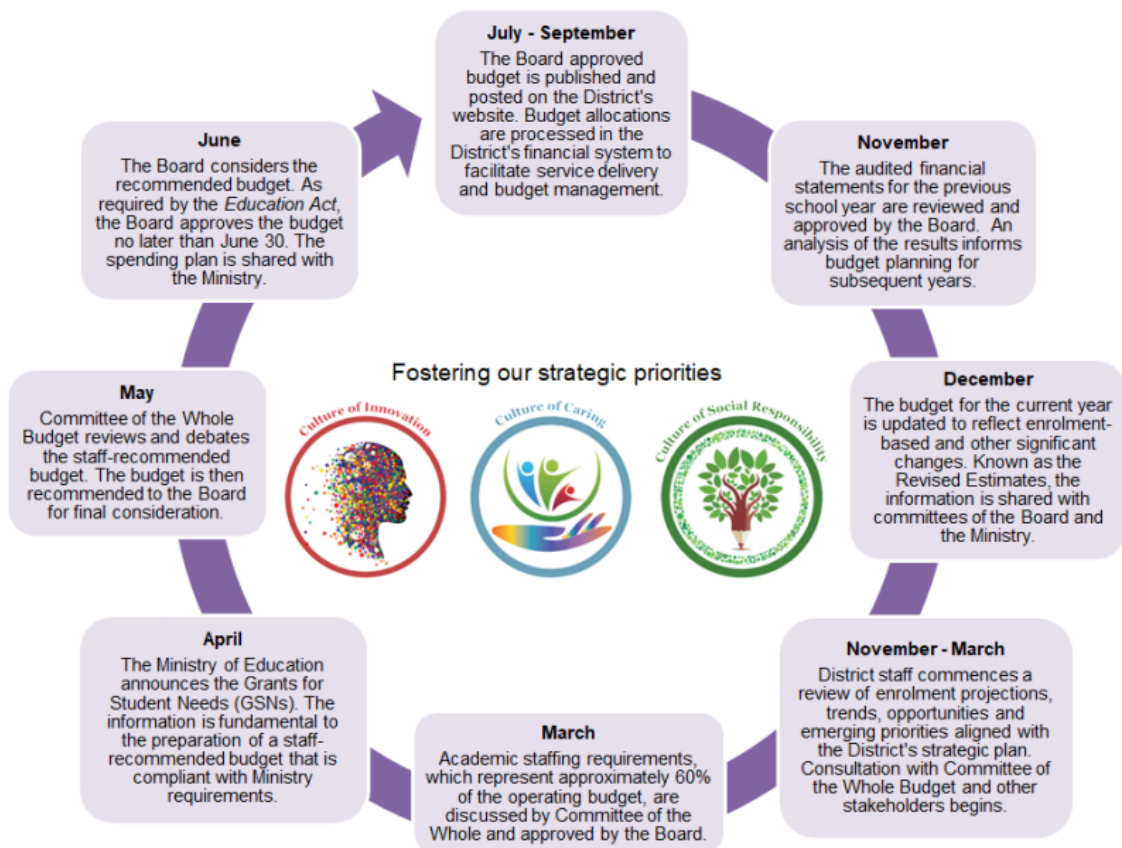 July - September
The Board approved
budget is published and
posted on the District's
website. Budget allocations
are processed in the
District's financial system to
facilitate service delivery
and budget management.
November
The audited financial
statements for the previous
school year are reviewed and
approved by the Board.  An
analysis of the results informs
budget planning for
subsequent years.
December
The budget for the current year
is updated to reflect enrolment-
based and other significant
changes. Known as the
Revised Estimates, the
information is shared with
committees of the Board and
the Ministry.
November - March
District staff commences a
review of enrolment projections,
trends, opportunities and
emerging priorities aligned with
the District's strategic plan.
Consultation with Committee of
the Whole Budget and other
stakeholders begins.
March
Academic staffing requirements,
which represent approximately 60%
of the operating budget, are
discussed by Committee of the
Whole and approved by the Board.
April
The Ministry of Education
announces the Grants for
Student Needs (GSNs). The
information is fundamental to
the preparation of a staff-
recommended budget that is
compliant with Ministry
requirements.
May
Committee of the Whole
Budget reviews and debates
the staff-recommended
budget. The budget is then
recommended to the Board
for final consideration.
June
The Board considers the
recommended budget. As
required by the Education Act,
the Board approves the budget
no later than June 30. The
spending plan is shared with
the Ministry.
Fostering our strategic priorities
Culture of Innovation
Culture of Caring
Culture of Social Responsibility